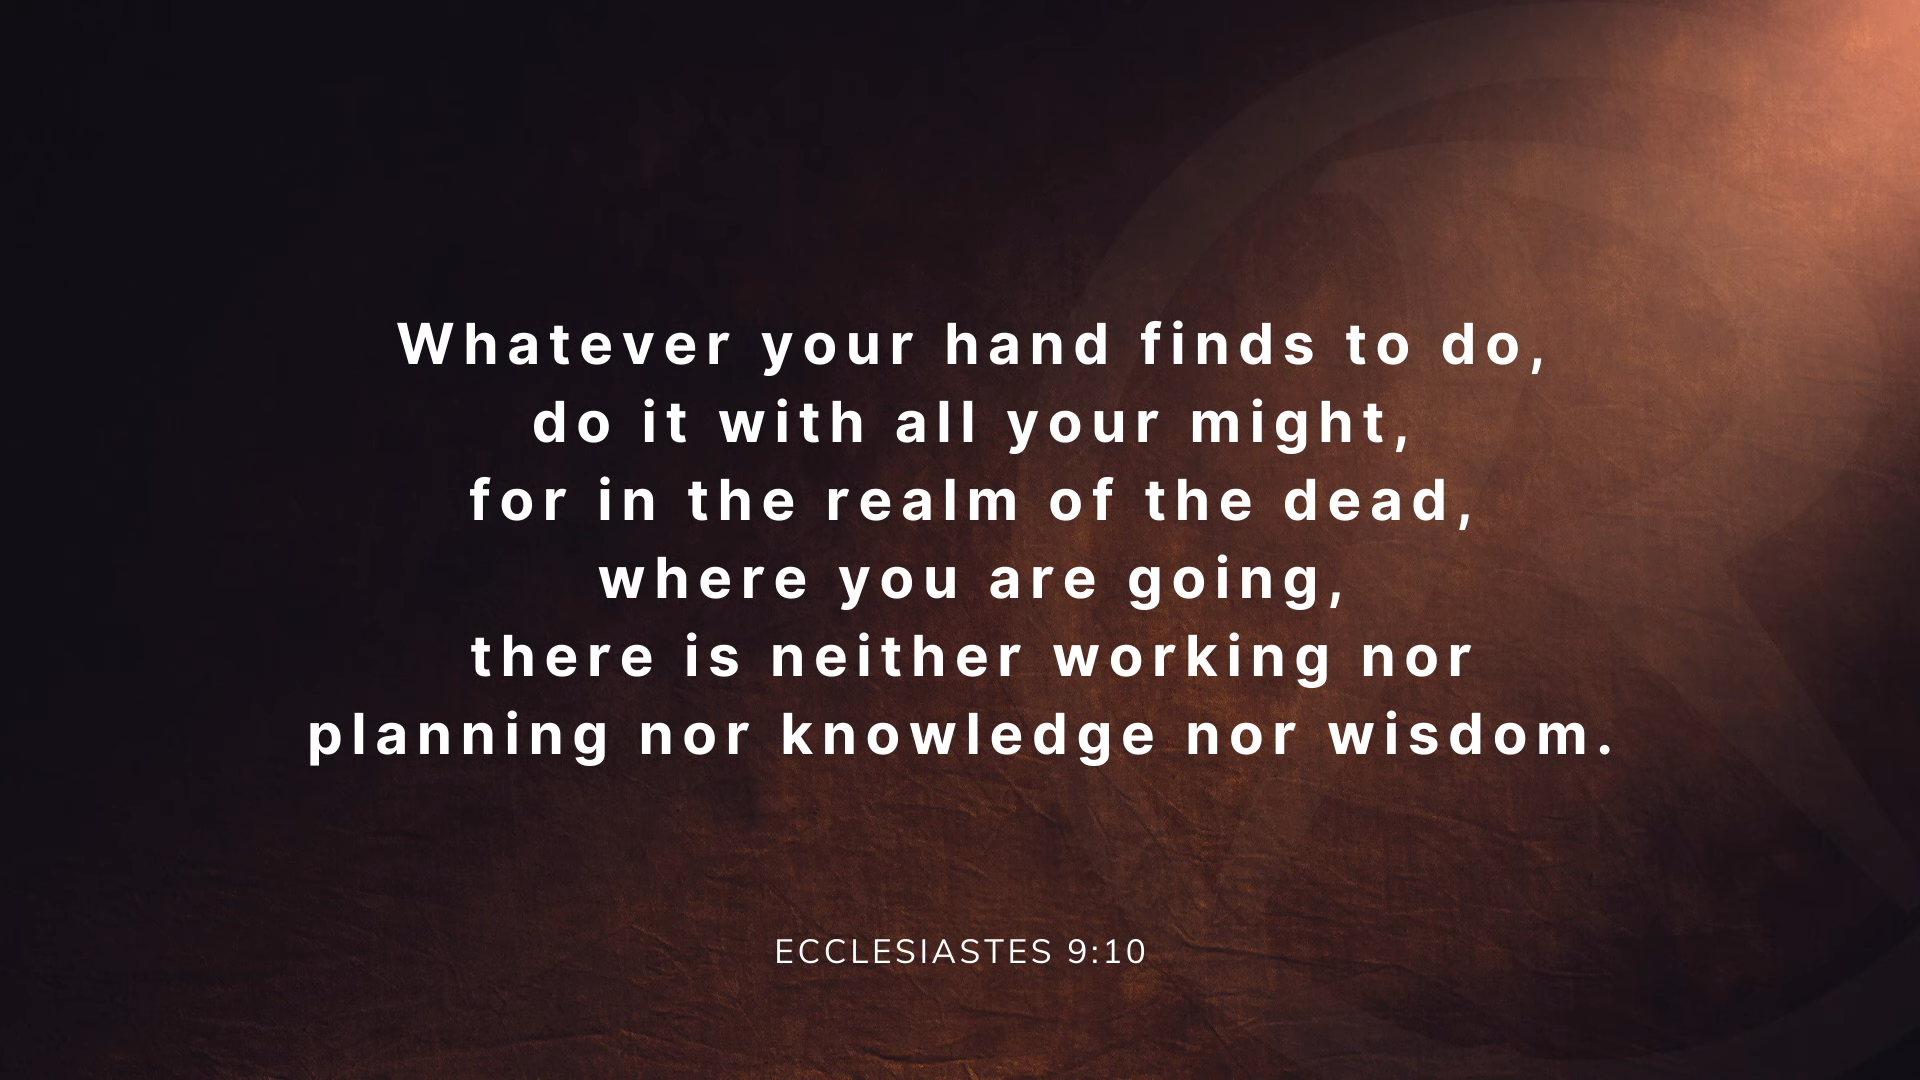 Whatever your hand finds to do,
do it with all your might,
for in the realm of the dead,
where you are going,
there is neither working nor
planning nor knowledge nor wisdom.
ECCLESIASTES 9:10